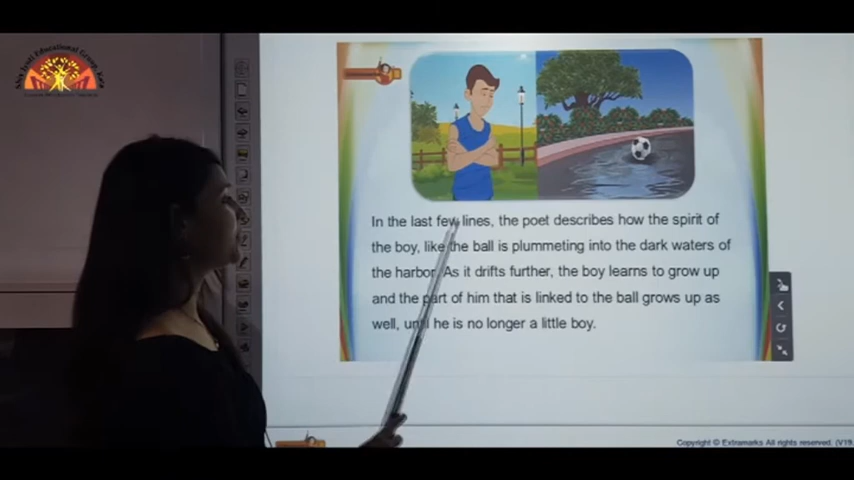 In the last few lines, the poet describes how the spirit of
the boy, like the ball is plummeting into the dark waters of
the harbor. As it drifts further, the boy learns to grow up
and the part of him that is linked to the ball grows up as
well, until he is no longer a little boy.
Copyright © Extramarks All rights reserved. (V19.